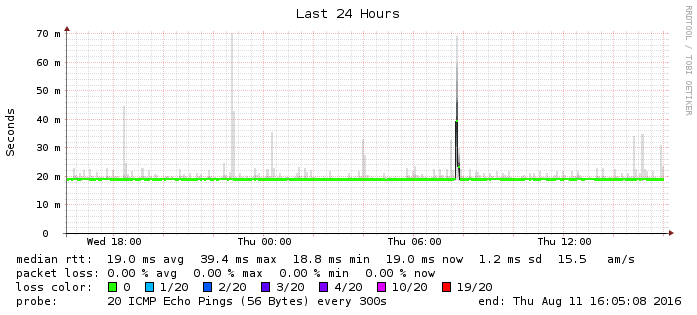 Last 24 Hours
RRDTOOL / TOBI OETIKER
Seconds
70 m
60 m
50 m
40 m
30 m
20 m
10 m
0
Wed 18:00 Thu 00:00 Thu 06:00 Thu 12:00
median rtt: 19.0 ms avg 39.4 ms max 18.8 ms min 19.0 ms now 1.2 ms sd 15.5 am/s
packet loss: 0.00 % avg 0.00 % max 0.00 % min 0.00 % now
loss color: 0 1/20 2/20 3/20 4/20 10/20 19/20
probe: 20 ICMP Echo Pings (56 Bytes) every 300s end: Thu Aug 11 16:05:08 2016